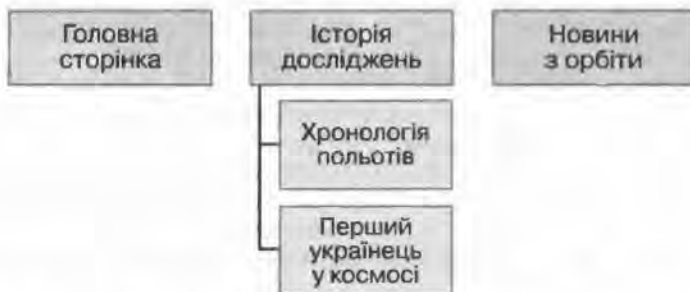 Головна
сторінка
Історія
досліджень
Новини
з орбіти
Хронологія
польотів
Перший
українець
у космосі